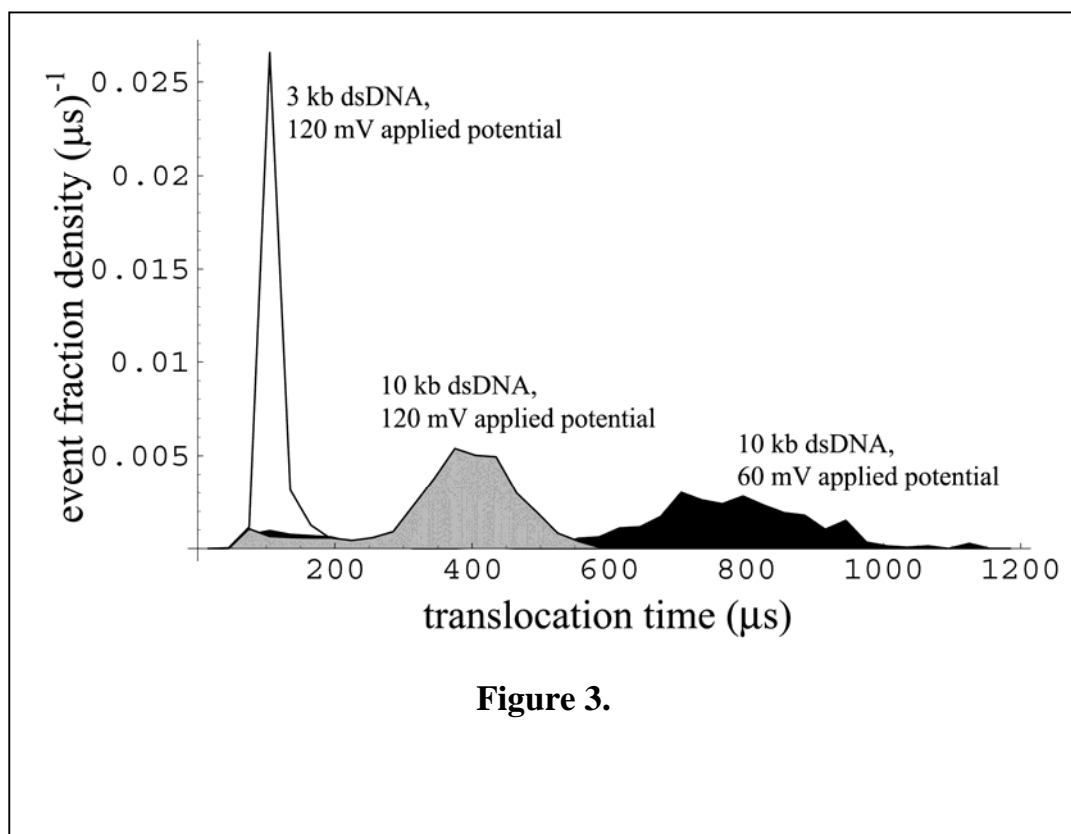 event fraction density (μs)⁻¹
0.025
0.02
0.015
0.01
0.005
3 kb dsDNA,
120 mV applied potential
10 kb dsDNA,
120 mV applied potential
10 kb dsDNA,
60 mV applied potential
200 400 600 800 1000 1200
translocation time (μs)
Figure 3.